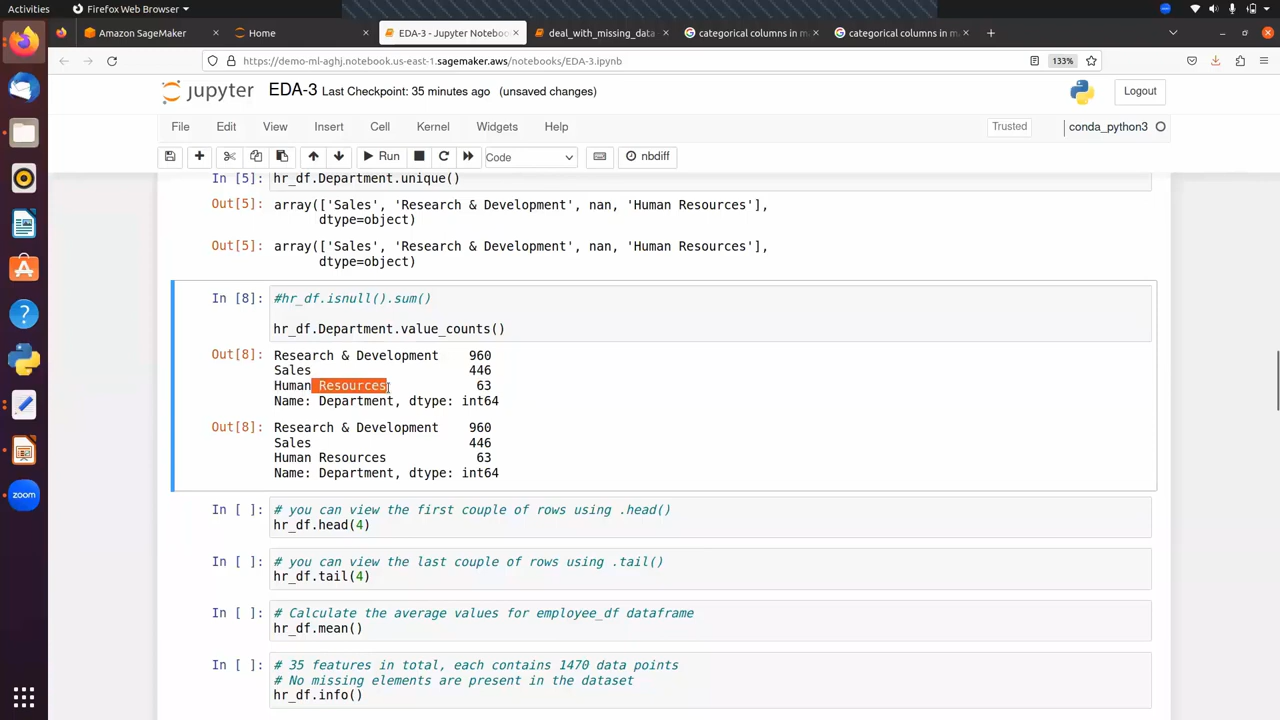 Activities
Firefox Web Browser
Amazon SageMaker
Home
EDA-3 - Jupyter Noteboo
deal_with_missing_data
categorical columns in m
categorical columns in m
https://demo-ml-aghj.notebook.us-east-1.sagemaker.aws/notebooks/EDA-3.ipynb
133%
jupyter
EDA-3 Last Checkpoint: 35 minutes ago (unsaved changes)
Logout
File Edit View Insert Cell Kernel Widgets Help
Trusted
conda_python3
Run
Code
nbdiff
In [5]: hr_df.Department.unique()
Out[5]: array(['Sales', 'Research & Development', nan, 'Human Resources'],
dtype=object)
Out[5]: array(['Sales', 'Research & Development', nan, 'Human Resources'],
dtype=object)
In [8]: #hr_df.isnull().sum()
hr_df.Department.value_counts()
Out[8]: Research & Development 960
Sales 446
Human Resources 63
Name: Department, dtype: int64
Out[8]: Research & Development 960
Sales 446
Human Resources 63
Name: Department, dtype: int64
In [ ]: # you can view the first couple of rows using .head()
hr_df.head(4)
In [ ]: # you can view the last couple of rows using .tail()
hr_df.tail(4)
In [ ]: # Calculate the average values for employee_df dataframe
hr_df.mean()
In [ ]: # 35 features in total, each contains 1470 data points
# No missing elements are present in the dataset
hr_df.info()
zoom